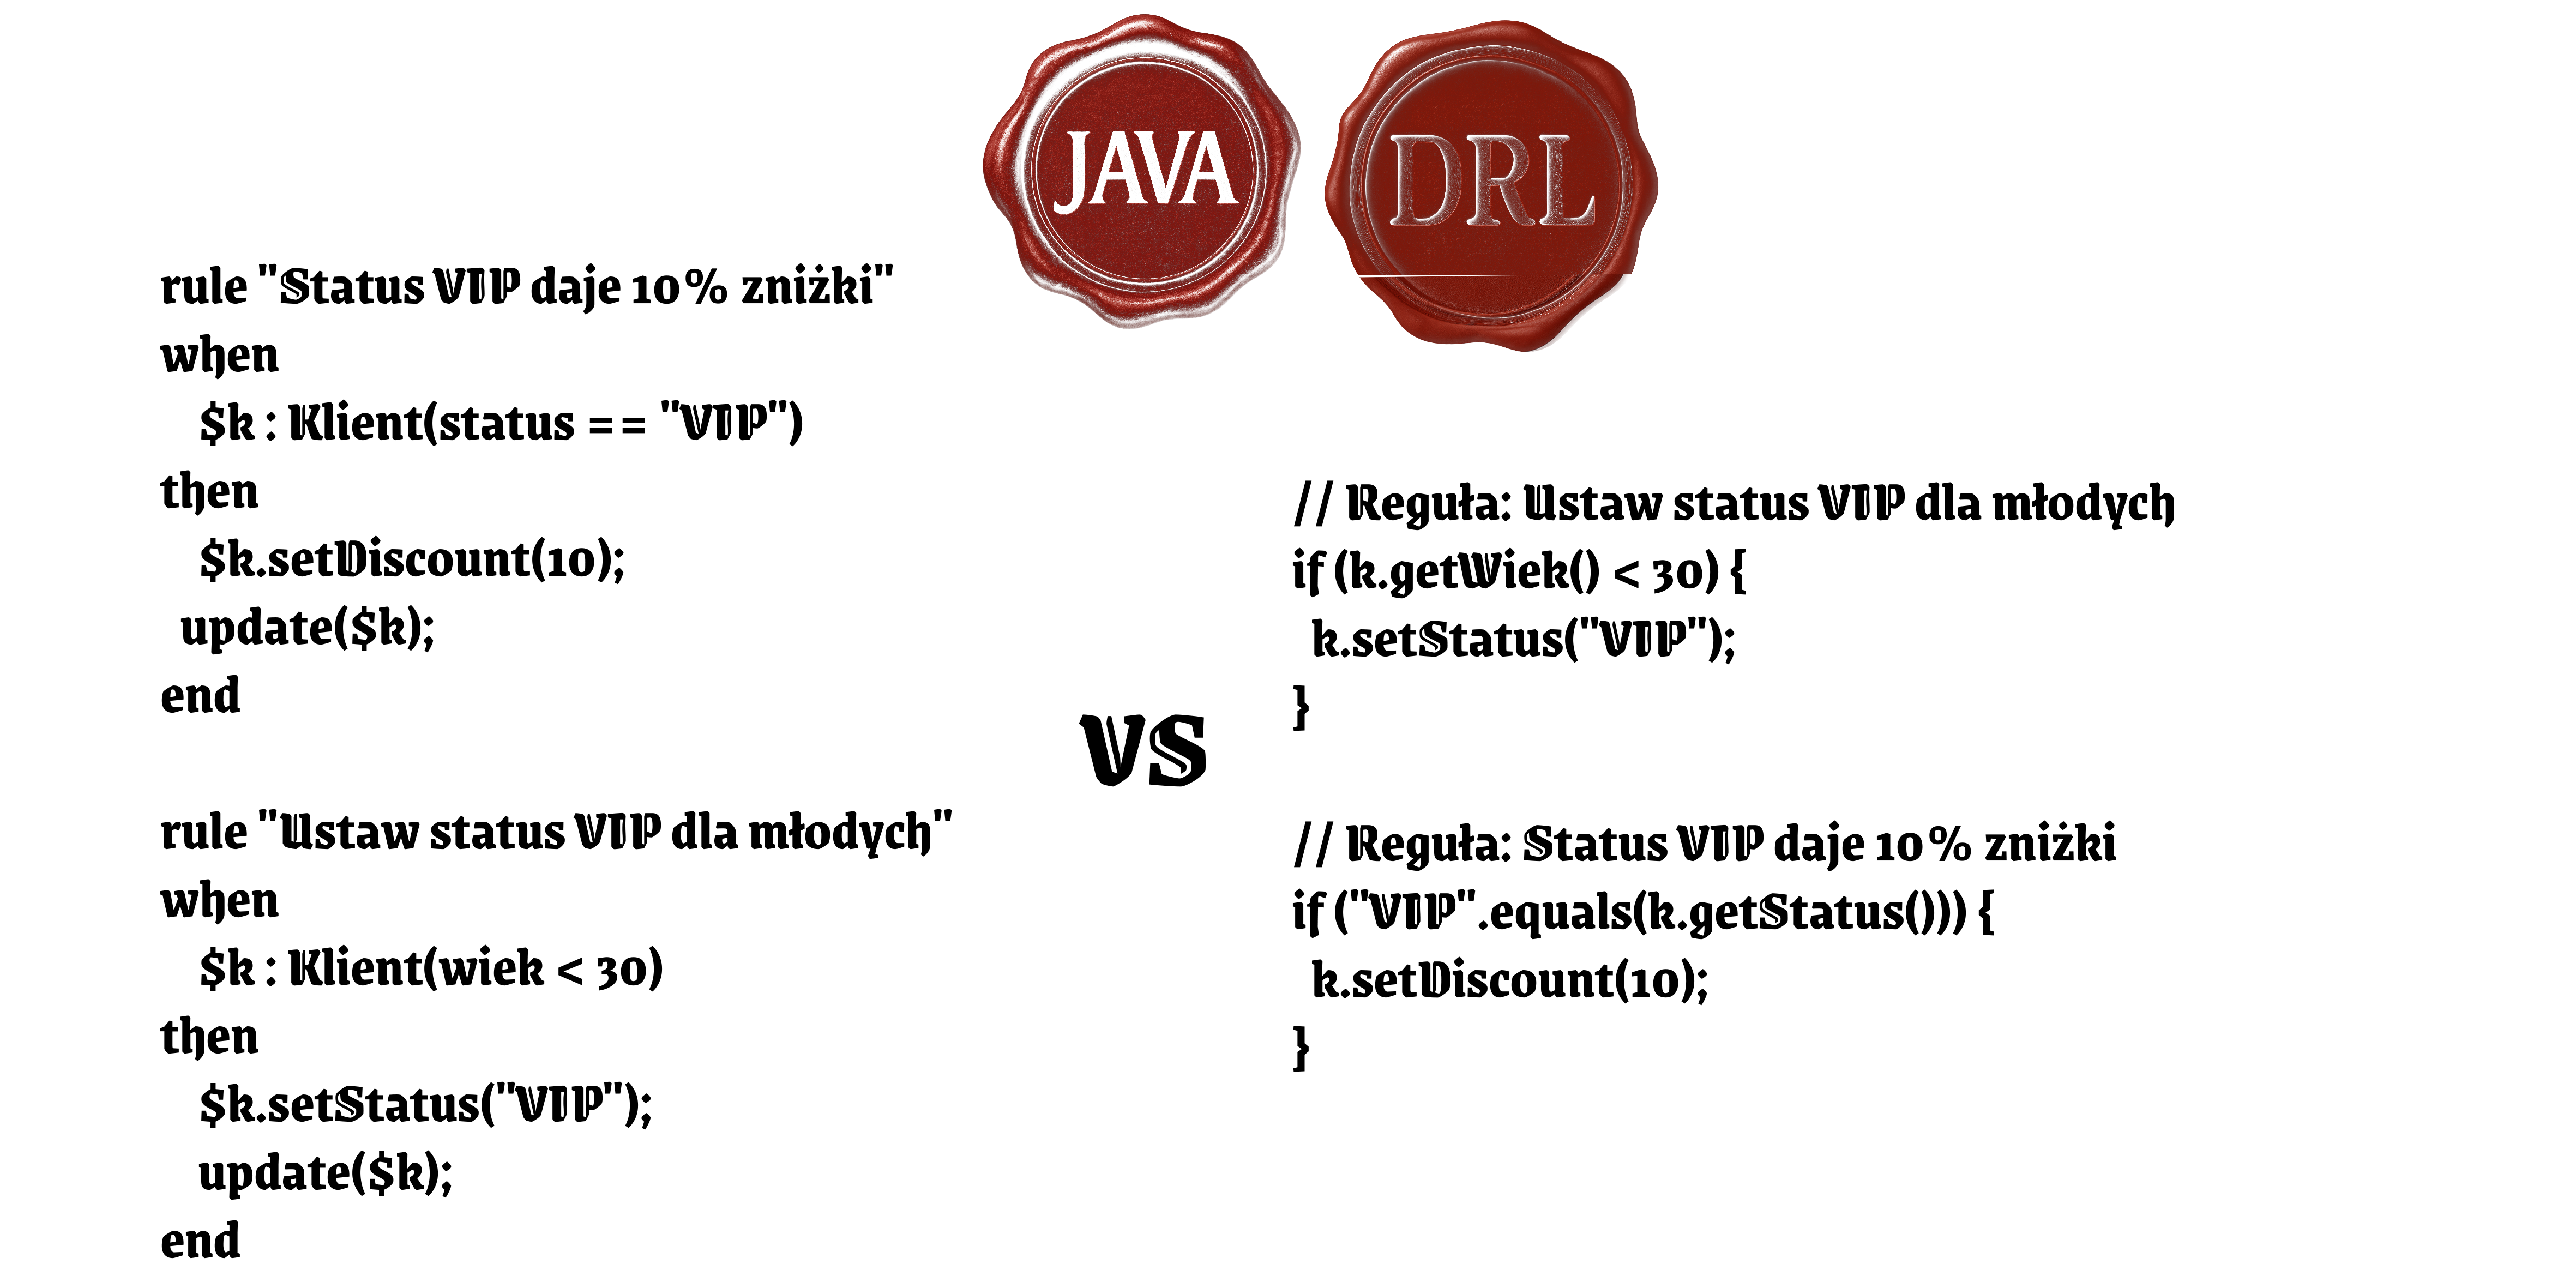 JAVA
DRL
rule "Status VIP daje 10% zniżki"
when
$k : Klient(status == "VIP")
then
$k.setDiscount(10);
update($k);
end
rule "Ustaw status VIP dla młodych"
when
$k : Klient(wiek < 30)
then
$k.setStatus("VIP");
update($k);
end
VS
// Reguła: Ustaw status VIP dla młodych
if (k.getWiek() < 30) {
k.setStatus("VIP");
}
// Reguła: Status VIP daje 10% zniżki
if ("VIP".equals(k.getStatus())) {
k.setDiscount(10);
}